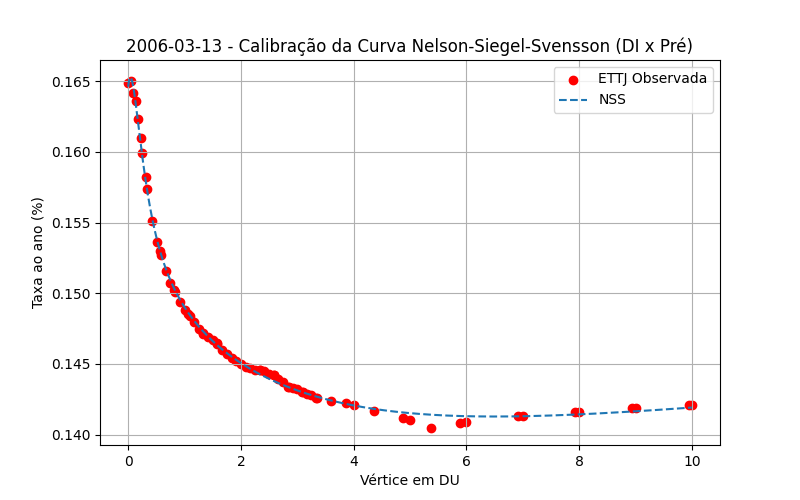 2006-03-13 - Calibração da Curva Nelson-Siegel-Svensson (DI x Pré)
ETTJ Observada
NSS
0.165
0.160
0.155
0.150
0.145
0.140
Taxa ao ano (%)
0 2 4 6 8 10
Vértice em DU